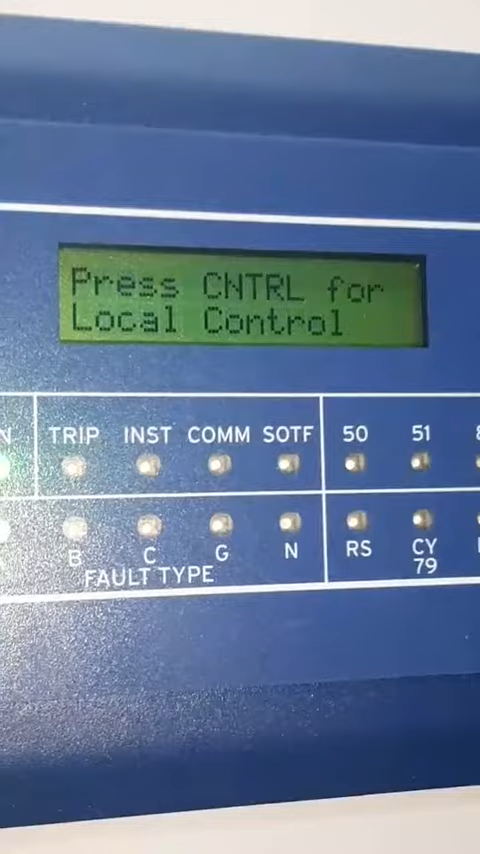 Press CNTRL for
Local Control
N TRIP INST COMM SOTF 50 51
B C G N RS CY
FAULT TYPE 79